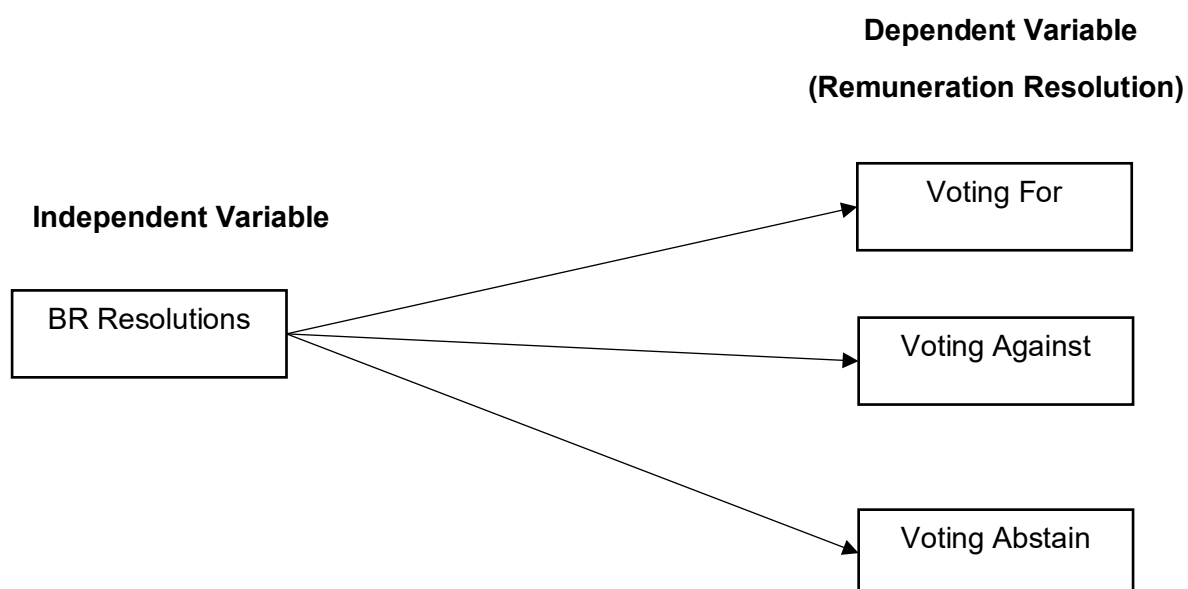 Dependent Variable
(Remuneration Resolution)
Voting For
Independent Variable
BR Resolutions
Voting Against
Voting Abstain